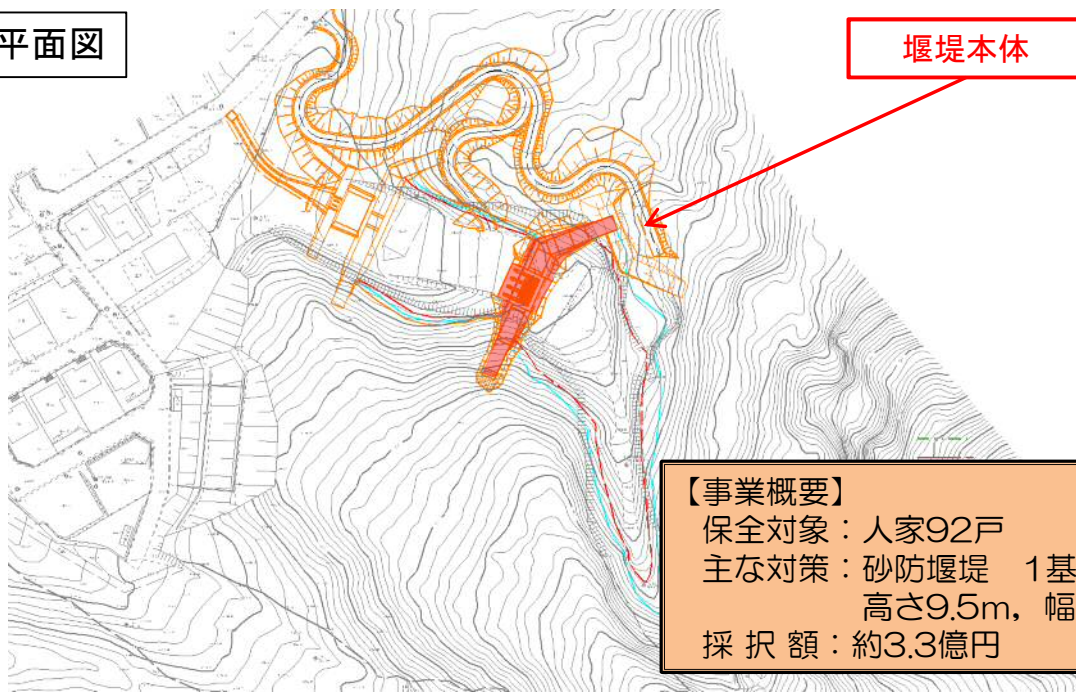 平面図
堰堤本体
【事業概要】
保全対象：人家92戸
主な対策：砂防堰堤　1基
高さ9.5m，幅
採 択 額：約3.3億円